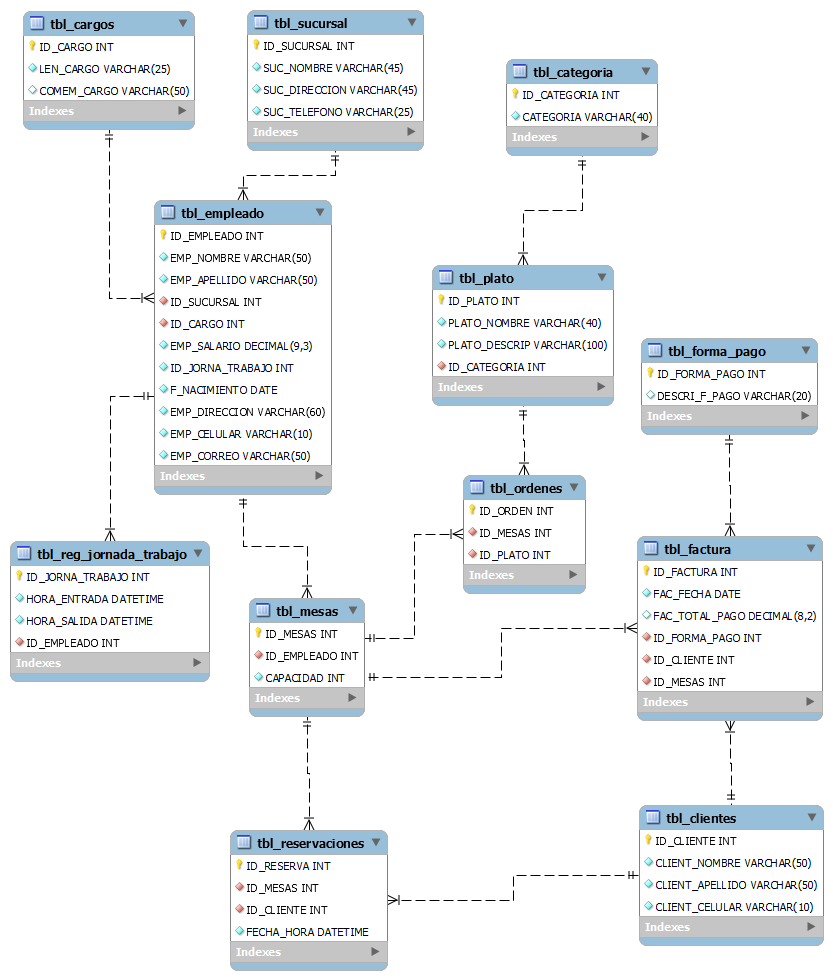 tbl_cargos
ID_CARGO INT
LEN_CARGO VARCHAR(25)
COMEM_CARGO VARCHAR(50)
Indexes
tbl_sucursal
ID_SUCURSAL INT
SUC_NOMBRE VARCHAR(45)
SUC_DIRECCION VARCHAR(45)
SUC_TELEFONO VARCHAR(25)
Indexes
tbl_categoria
ID_CATEGORIA INT
CATEGORIA VARCHAR(40)
Indexes
tbl_empleado
ID_EMPLEADO INT
EMP_NOMBRE VARCHAR(50)
EMP_APELLIDO VARCHAR(50)
ID_SUCURSAL INT
ID_CARGO INT
EMP_SALARIO DECIMAL(9,3)
ID_JORNA_TRABAJO INT
F_NACIMIENTO DATE
EMP_DIRECCION VARCHAR(60)
EMP_CELULAR VARCHAR(10)
EMP_CORREO VARCHAR(50)
Indexes
tbl_plato
ID_PLATO INT
PLATO_NOMBRE VARCHAR(40)
PLATO_DESCRIP VARCHAR(100)
ID_CATEGORIA INT
Indexes
tbl_forma_pago
ID_FORMA_PAGO INT
DESCRI_F_PAGO VARCHAR(20)
Indexes
tbl_ordenes
ID_ORDEN INT
ID_MESAS INT
ID_PLATO INT
Indexes
tbl_reg_jornada_trabajo
ID_JORNA_TRABAJO INT
HORA_ENTRADA DATETIME
HORA_SALIDA DATETIME
ID_EMPLEADO INT
Indexes
tbl_factura
ID_FACTURA INT
FAC_FECHA DATE
FAC_TOTAL_PAGO DECIMAL(8,2)
ID_FORMA_PAGO INT
ID_CLIENTE INT
ID_MESAS INT
Indexes
tbl_mesas
ID_MESAS INT
ID_EMPLEADO INT
CAPACIDAD INT
Indexes
tbl_clientes
ID_CLIENTE INT
CLIENT_NOMBRE VARCHAR(50)
CLIENT_APELLIDO VARCHAR(50)
CLIENT_CELULAR VARCHAR(10)
Indexes
tbl_reservaciones
ID_RESERVA INT
ID_MESAS INT
ID_CLIENTE INT
FECHA_HORA DATETIME
Indexes